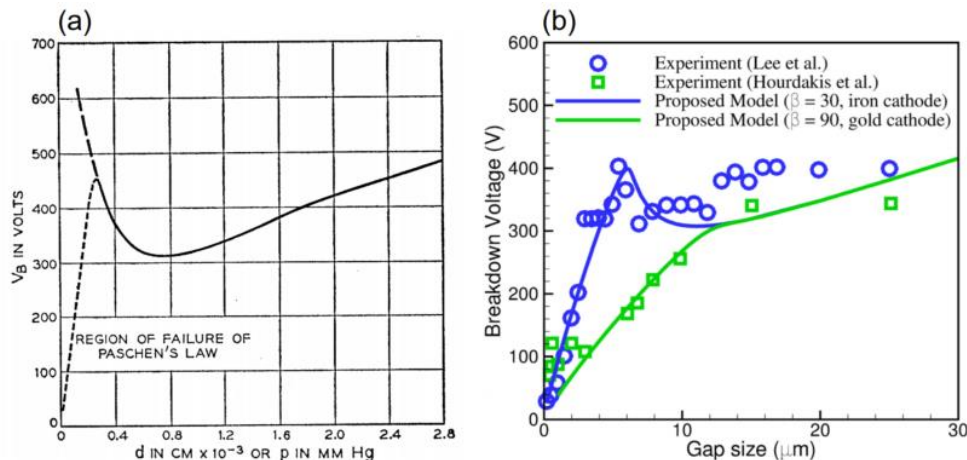 (a)
700
600
500
400
300
200
100
0
V_B IN VOLTS
REGION OF FAILURE OF
PASCHEN'S LAW
0 0.4 0.8 1.2 1.6 2.0 2.4 2.8
d IN CM x 10⁻³ OR p IN MM Hg
(b)
600
500
400
300
200
100
0
Breakdown Voltage (V)
Experiment (Lee et al.)
Experiment (Hourdakis et al.)
Proposed Model (β = 30, iron cathode)
Proposed Model (β = 90, gold cathode)
0 10 20 30
Gap size (μm)